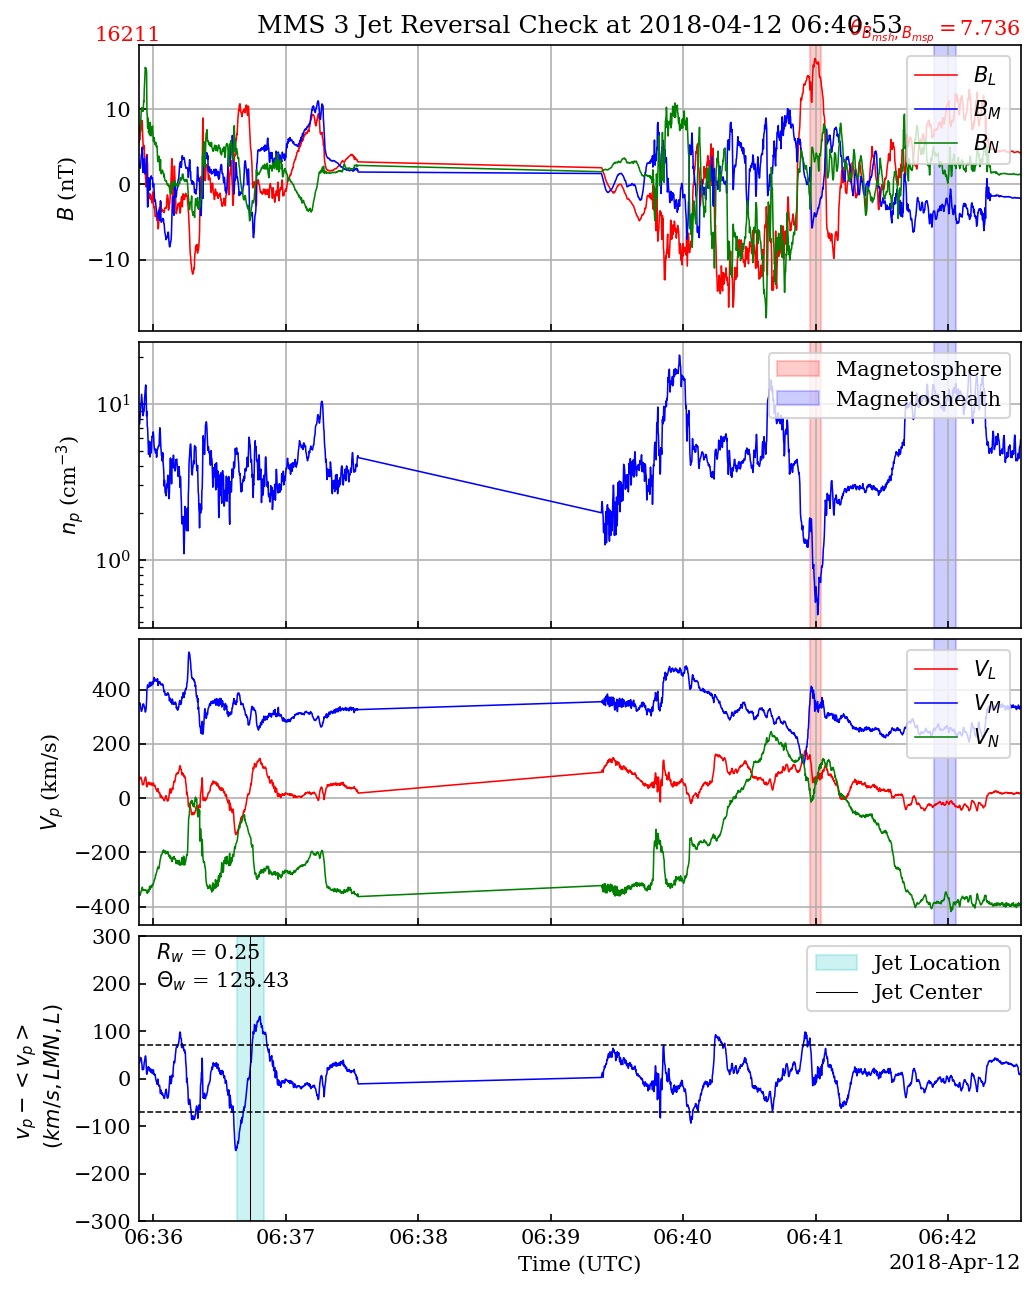 16211
MMS 3 Jet Reversal Check at 2018-04-12 06:40:53
θ_{B_{msh}, B_{msp}} = 7.736
B (nT)
10
0
−10
B_L
B_M
B_N
n_p (cm^{−3})
10^1
10^0
Magnetosphere
Magnetosheath
V_p (km/s)
400
200
0
−200
−400
V_L
V_M
V_N
v_p − < v_p >
(km/s, LMN, L)
300
200
100
0
−100
−200
−300
R_w = 0.25
Θ_w = 125.43
Jet Location
Jet Center
06:36 06:37 06:38 06:39 06:40 06:41 06:42
Time (UTC)
2018-Apr-12